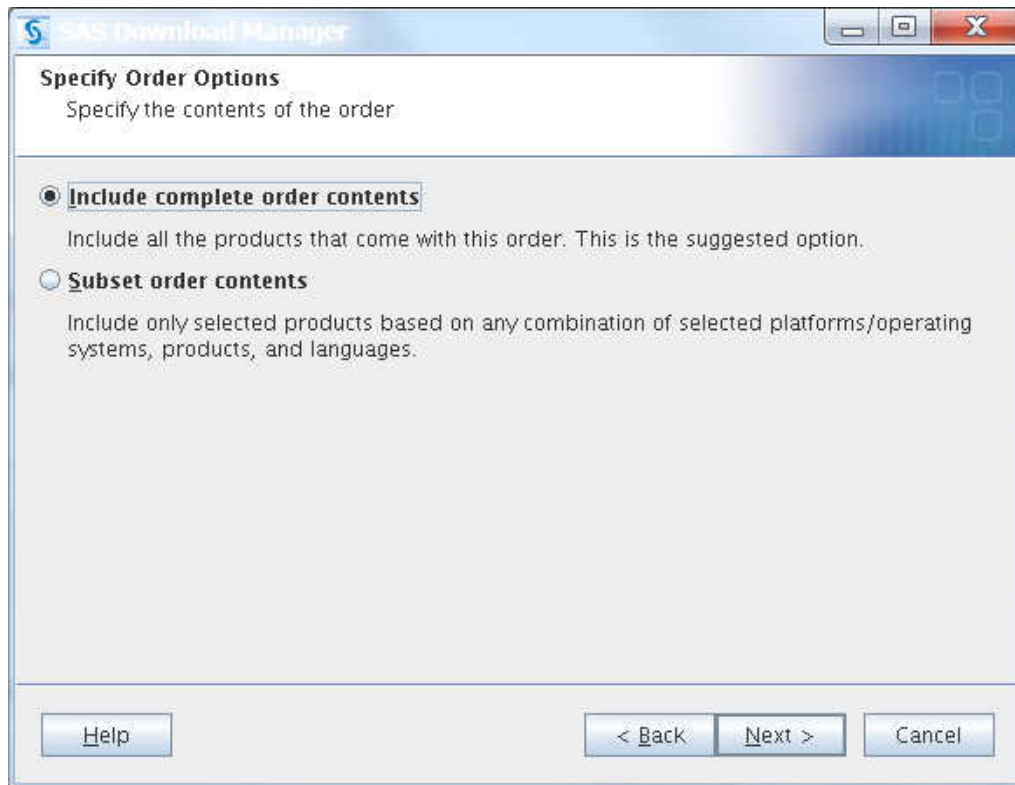 SAS Download Manager
Specify Order Options
Specify the contents of the order
Include complete order contents
Include all the products that come with this order. This is the suggested option.
Subset order contents
Include only selected products based on any combination of selected platforms/operating
systems, products, and languages.
Help
< Back
Next >
Cancel